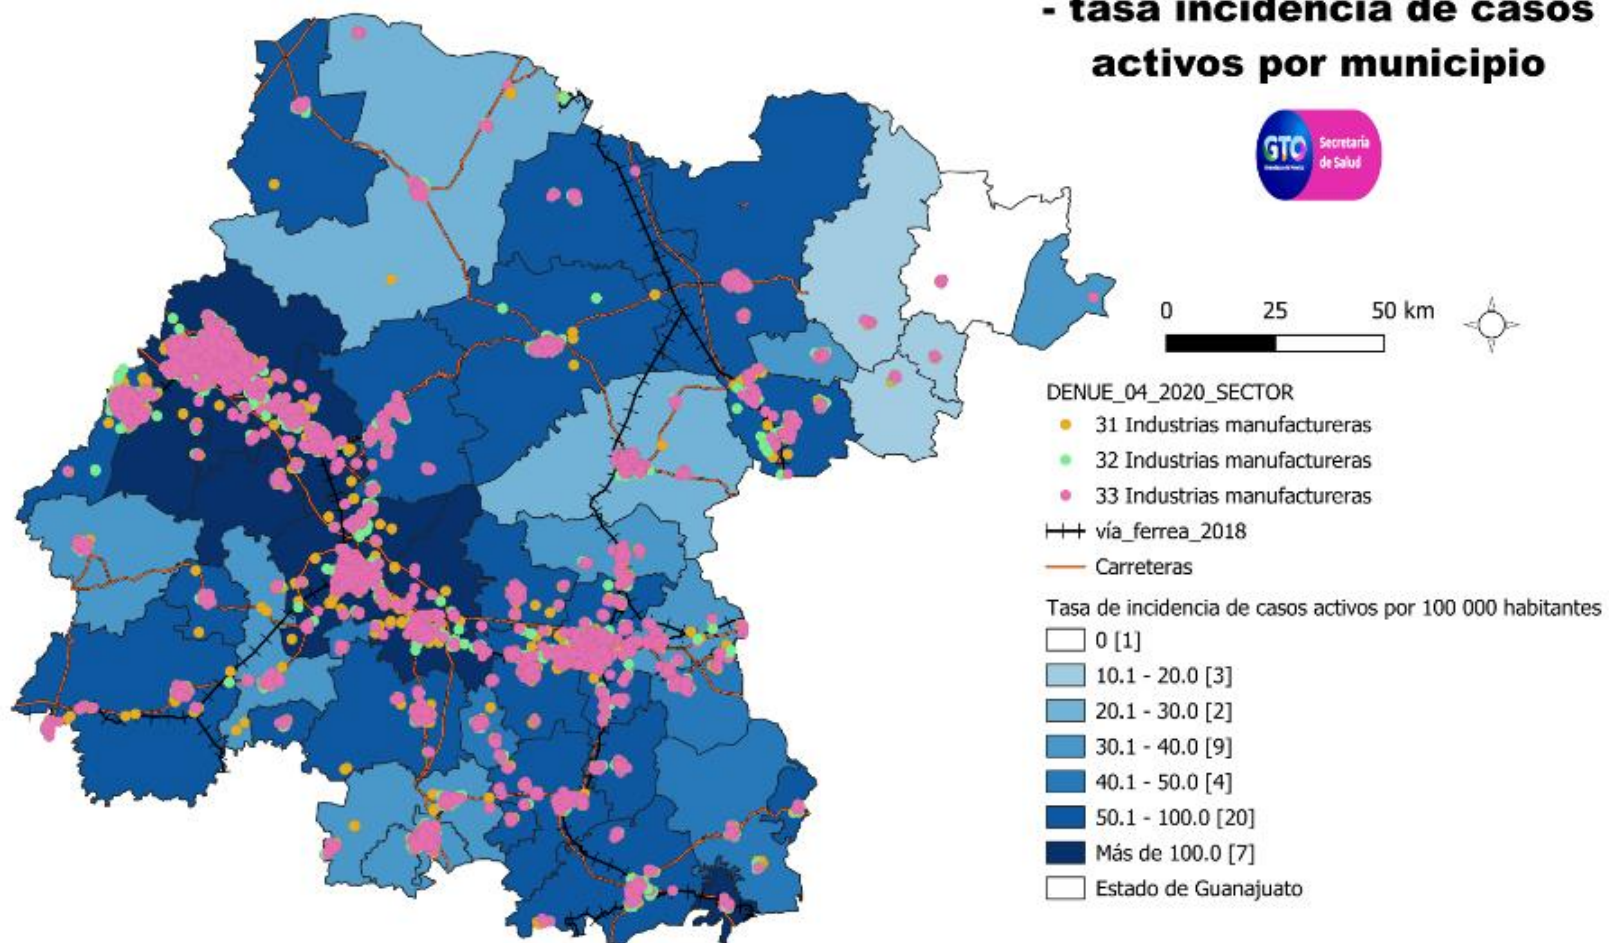 - tasa incidencia de casos
activos por municipio
GTO
Secretaría
de Salud
0 25 50 km
DENUE_04_2020_SECTOR
31 Industrias manufactureras
32 Industrias manufactureras
33 Industrias manufactureras
vía_ferrea_2018
Carreteras
Tasa de incidencia de casos activos por 100 000 habitantes
0 [1]
10.1 - 20.0 [3]
20.1 - 30.0 [2]
30.1 - 40.0 [9]
40.1 - 50.0 [4]
50.1 - 100.0 [20]
Más de 100.0 [7]
Estado de Guanajuato